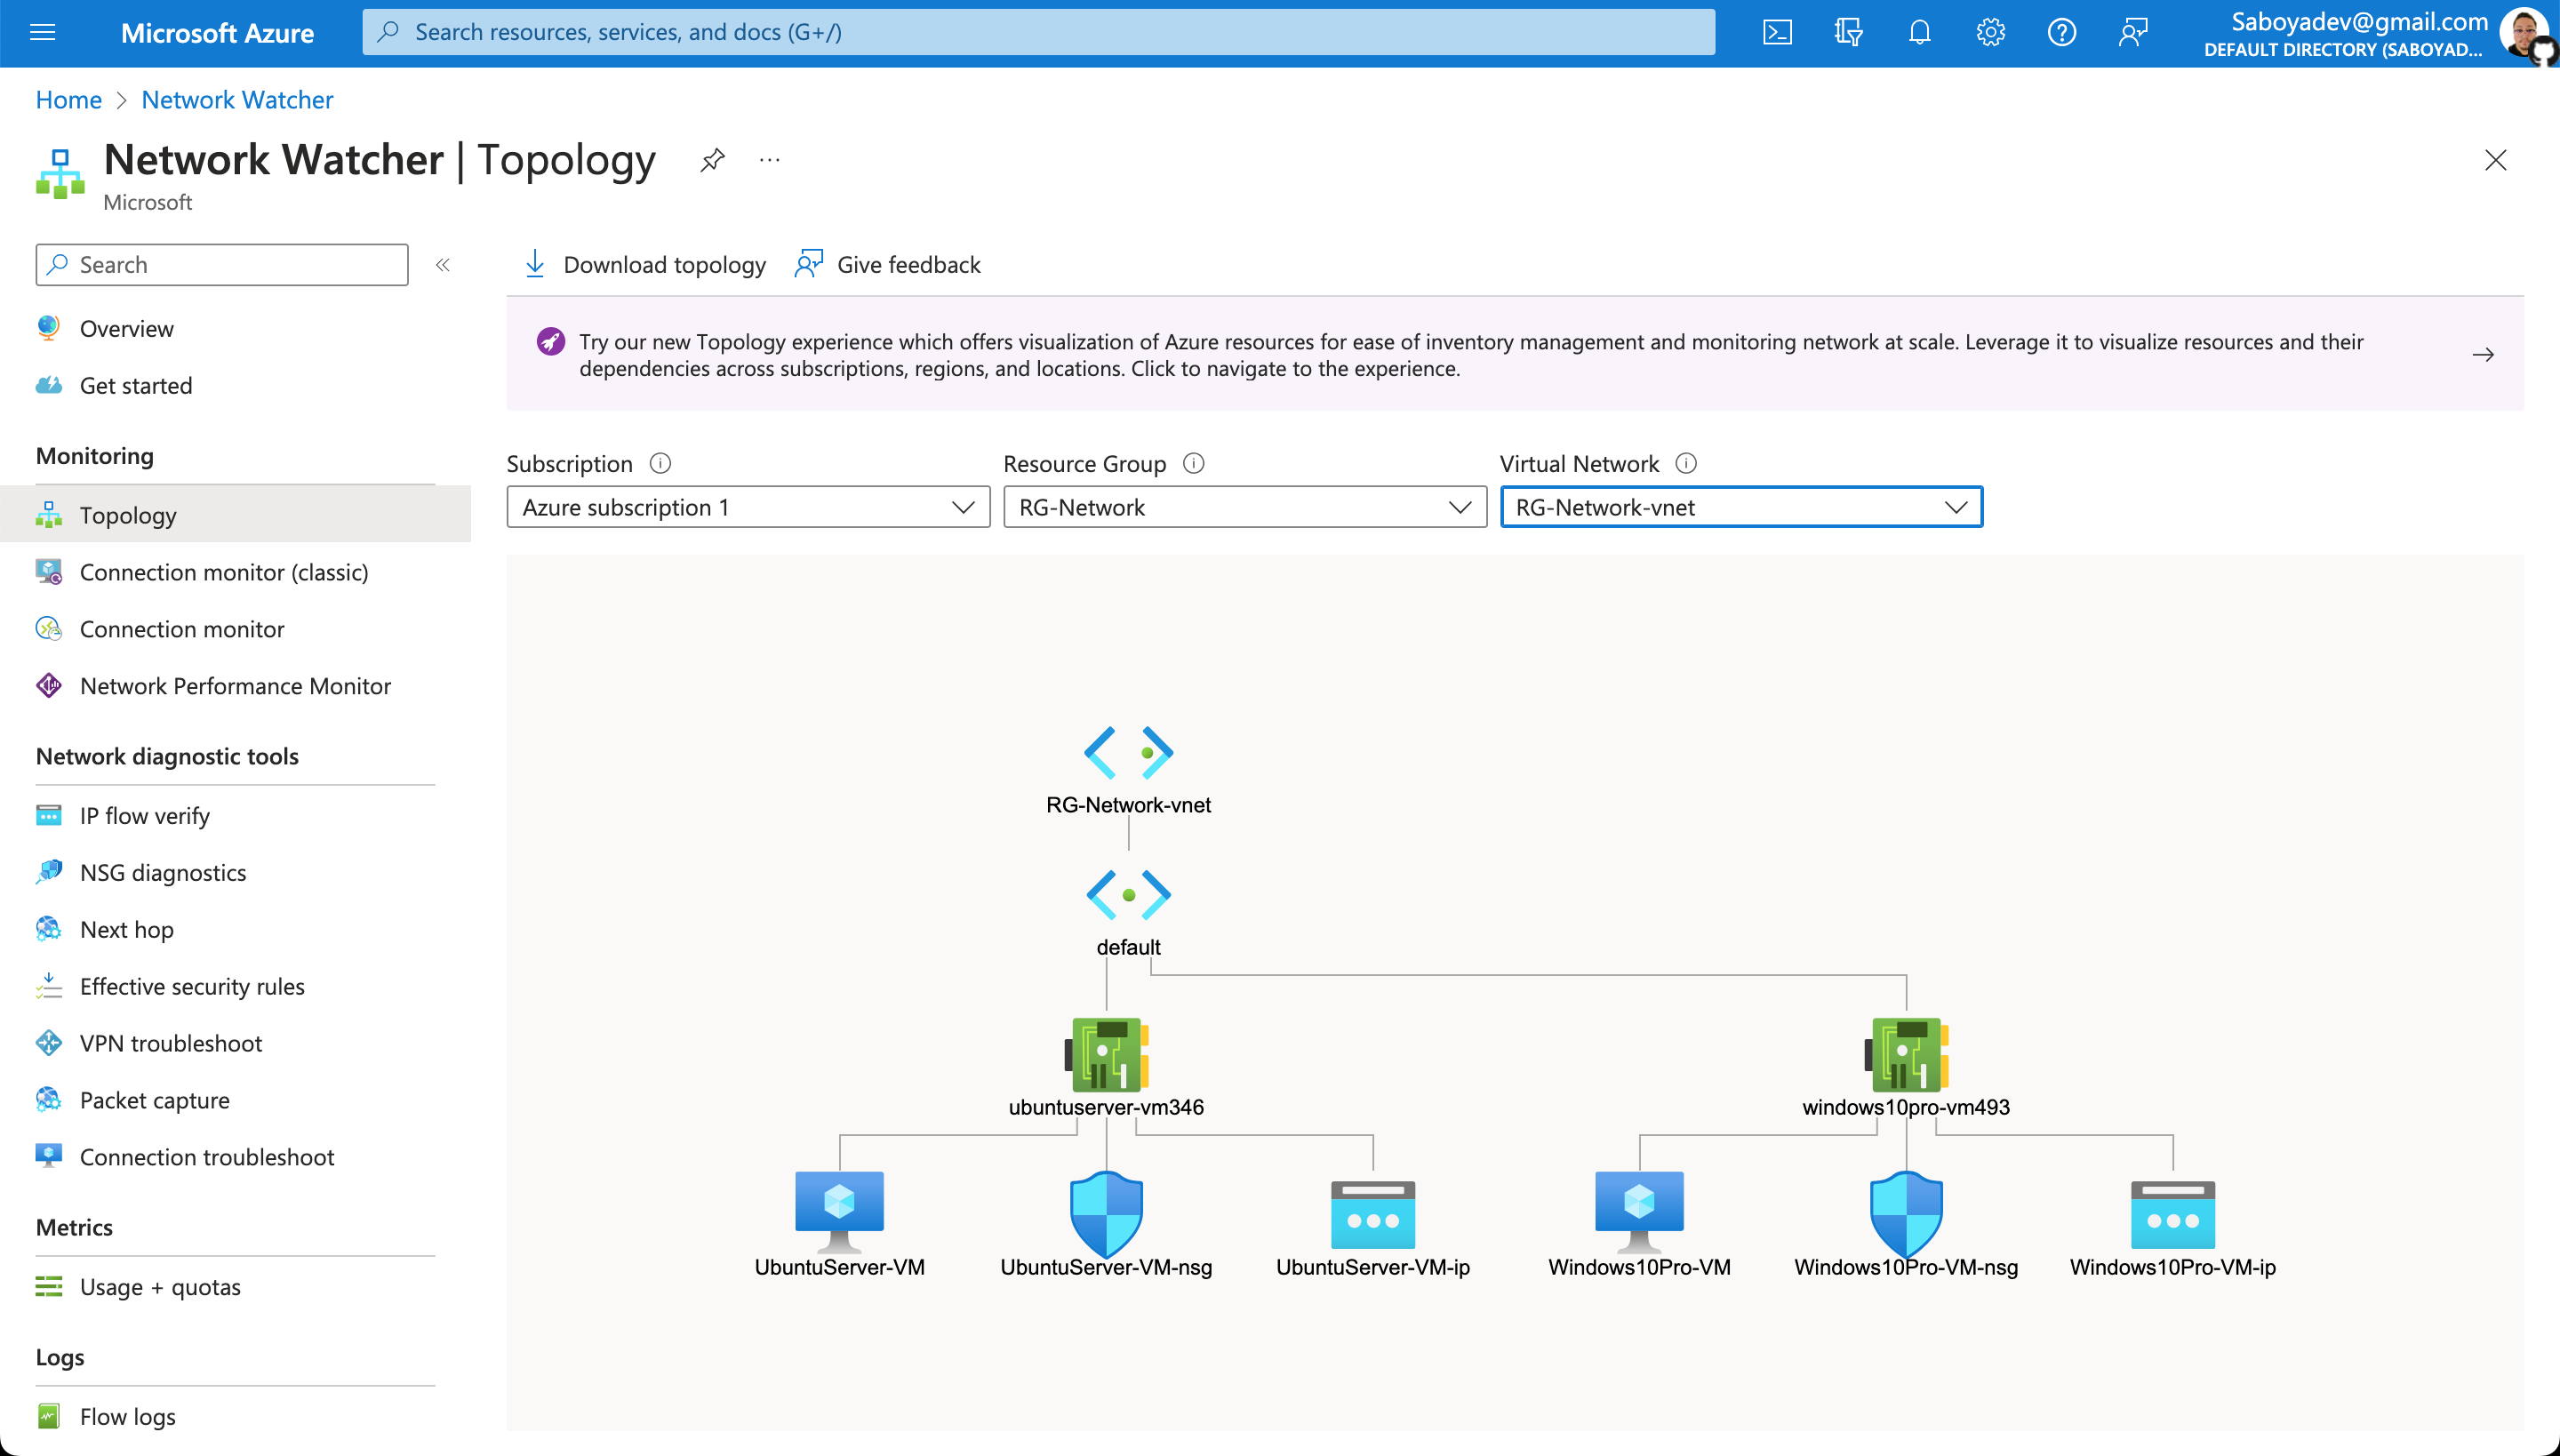 Microsoft Azure
Search resources, services, and docs (G+/)
Saboyadev@gmail.com
DEFAULT DIRECTORY (SABOYAD...
Home > Network Watcher
Network Watcher | Topology
Microsoft
Search
Overview
Get started
Monitoring
Topology
Connection monitor (classic)
Connection monitor
Network Performance Monitor
Network diagnostic tools
IP flow verify
NSG diagnostics
Next hop
Effective security rules
VPN troubleshoot
Packet capture
Connection troubleshoot
Metrics
Usage + quotas
Logs
Flow logs
Download topology
Give feedback
Try our new Topology experience which offers visualization of Azure resources for ease of inventory management and monitoring network at scale. Leverage it to visualize resources and their
dependencies across subscriptions, regions, and locations. Click to navigate to the experience.
Subscription
Resource Group
Virtual Network
Azure subscription 1
RG-Network
RG-Network-vnet
RG-Network-vnet
default
ubuntuserver-vm346
windows10pro-vm493
UbuntuServer-VM
UbuntuServer-VM-nsg
UbuntuServer-VM-ip
Windows10Pro-VM
Windows10Pro-VM-nsg
Windows10Pro-VM-ip